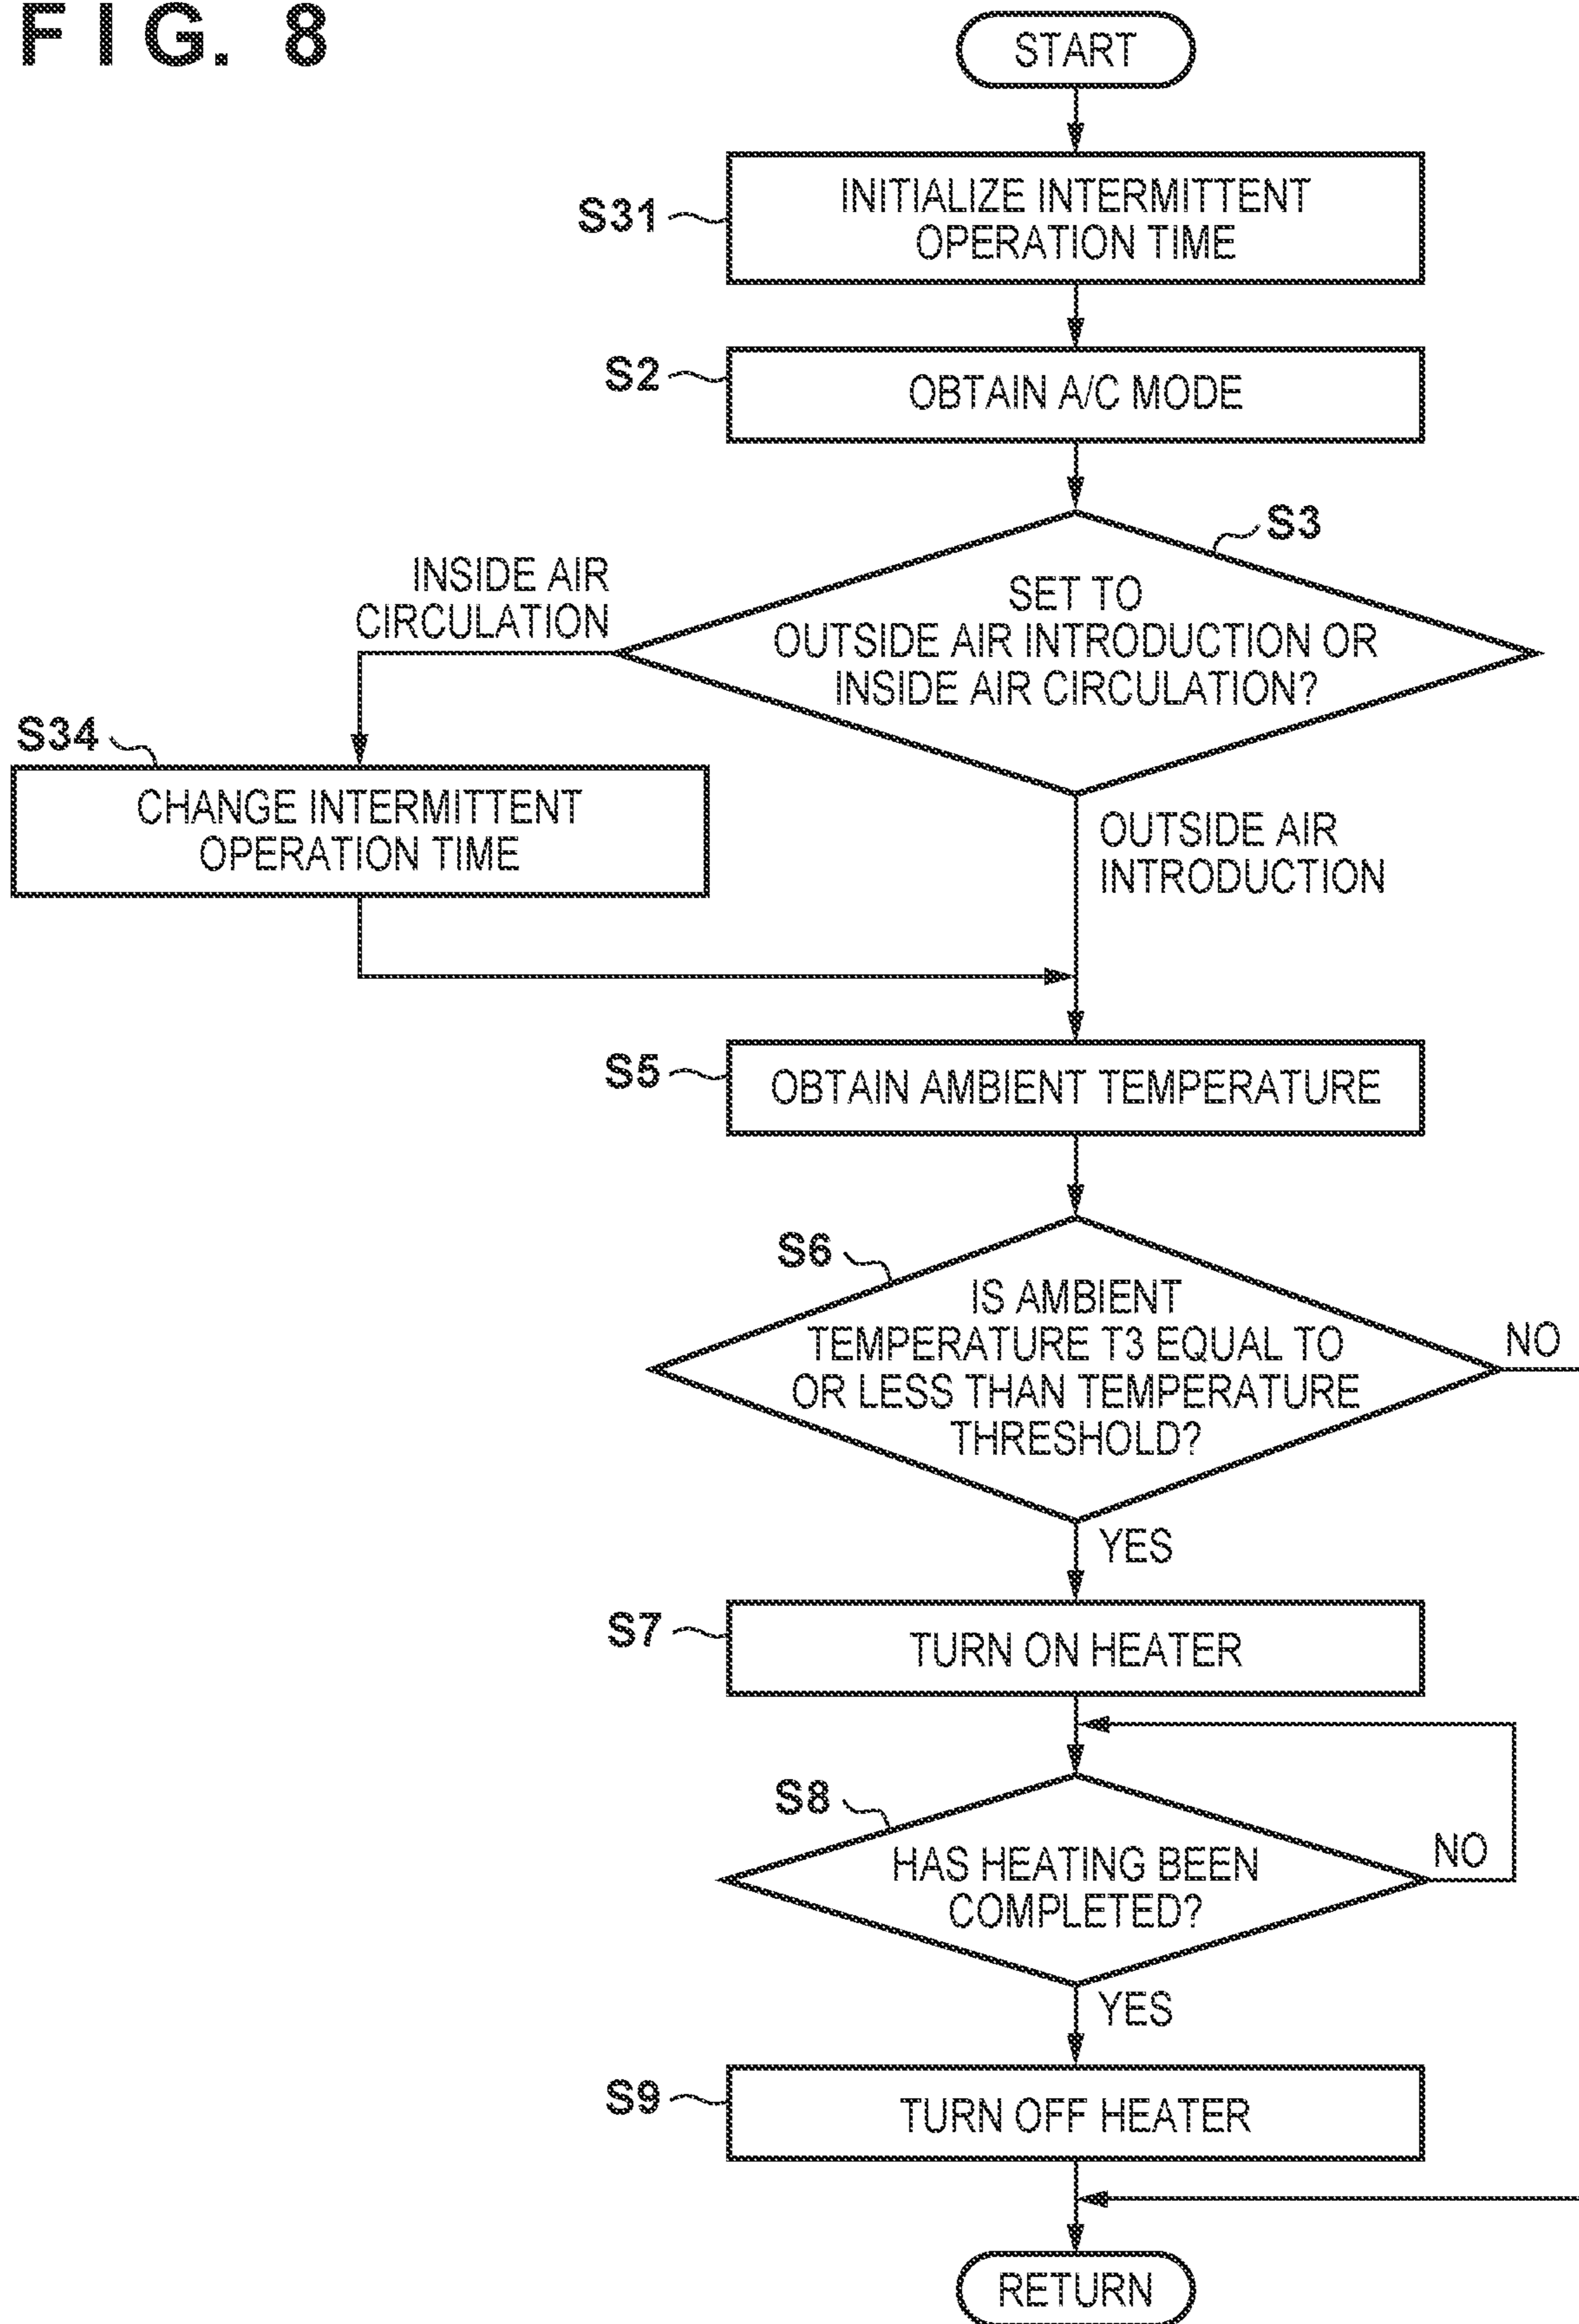 FIG. 8
START
S31
INITIALIZE INTERMITTENT
OPERATION TIME
S2
OBTAIN A/C MODE
S3
SET TO
OUTSIDE AIR INTRODUCTION OR
INSIDE AIR CIRCULATION?
INSIDE AIR
CIRCULATION
S34
CHANGE INTERMITTENT
OPERATION TIME
OUTSIDE AIR
INTRODUCTION
S5
OBTAIN AMBIENT TEMPERATURE
S6
IS AMBIENT
TEMPERATURE T3 EQUAL TO
OR LESS THAN TEMPERATURE
THRESHOLD?
NO
YES
S7
TURN ON HEATER
S8
HAS HEATING BEEN
COMPLETED?
NO
YES
S9
TURN OFF HEATER
RETURN